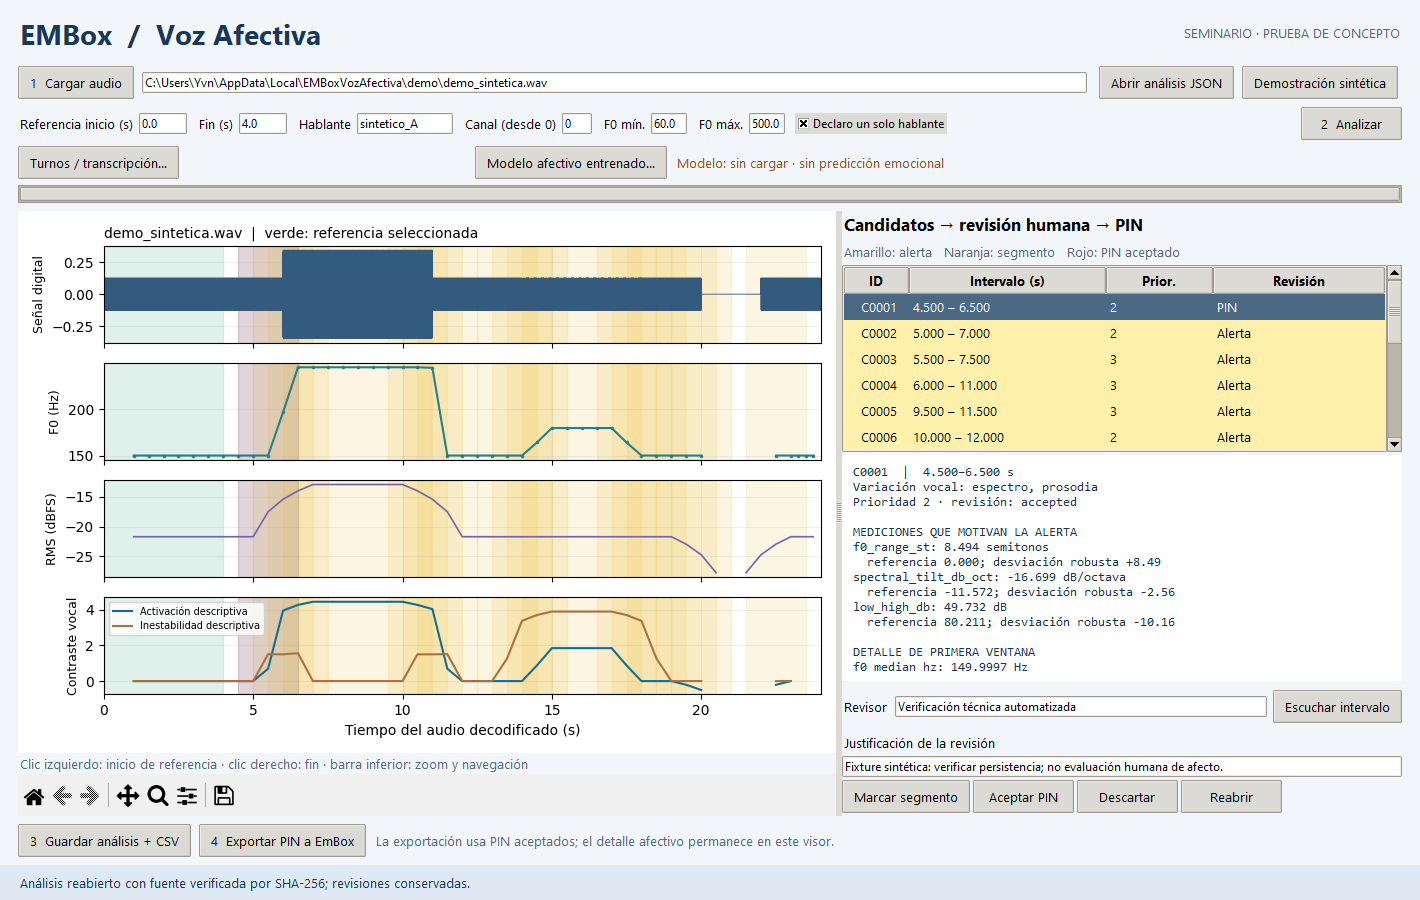 EMBox / Voz Afectiva
SEMINARIO · PRUEBA DE CONCEPTO
1 Cargar audio
C:\Users\Yvn\AppData\Local\EMBoxVozAfectiva\demo\demo_sintetica.wav
Abrir análisis JSON
Demostración sintética
Referencia inicio (s) 0.0 Fin (s) 4.0 Hablante sintetico_A Canal (desde 0) 0 F0 mín. 60.0 F0 máx. 500.0 Declaro un solo hablante
2 Analizar
Turnos / transcripción...
Modelo afectivo entrenado...
Modelo: sin cargar · sin predicción emocional
demo_sintetica.wav | verde: referencia seleccionada
Señal digital
0.25
0.00
−0.25
F0 (Hz)
200
150
RMS (dBFS)
−15
−20
−25
Contraste vocal
4
2
0
Activación descriptiva
Inestabilidad descriptiva
0 5 10 15 20
Tiempo del audio decodificado (s)
Clic izquierdo: inicio de referencia · clic derecho: fin · barra inferior: zoom y navegación
Candidatos → revisión humana → PIN
Amarillo: alerta Naranja: segmento Rojo: PIN aceptado
ID Intervalo (s) Prior. Revisión
C0001 4.500 – 6.500 2 PIN
C0002 5.000 – 7.000 2 Alerta
C0003 5.500 – 7.500 3 Alerta
C0004 6.000 – 11.000 3 Alerta
C0005 9.500 – 11.500 3 Alerta
C0006 10.000 – 12.000 2 Alerta
C0001 | 4.500–6.500 s
Variación vocal: espectro, prosodia
Prioridad 2 · revisión: accepted
MEDICIONES QUE MOTIVAN LA ALERTA
f0_range_st: 8.494 semitonos
referencia 0.000; desviación robusta +8.49
spectral_tilt_db_oct: -16.699 dB/octava
referencia -11.572; desviación robusta -2.56
low_high_db: 49.732 dB
referencia 80.211; desviación robusta -10.16
DETALLE DE PRIMERA VENTANA
f0 median hz: 149.9997 Hz
Revisor Verificación técnica automatizada
Escuchar intervalo
Justificación de la revisión
Fixture sintética: verificar persistencia; no evaluación humana de afecto.
Marcar segmento
Aceptar PIN
Descartar
Reabrir
3 Guardar análisis + CSV
4 Exportar PIN a EmBox
La exportación usa PIN aceptados; el detalle afectivo permanece en este visor.
Análisis reabierto con fuente verificada por SHA-256; revisiones conservadas.